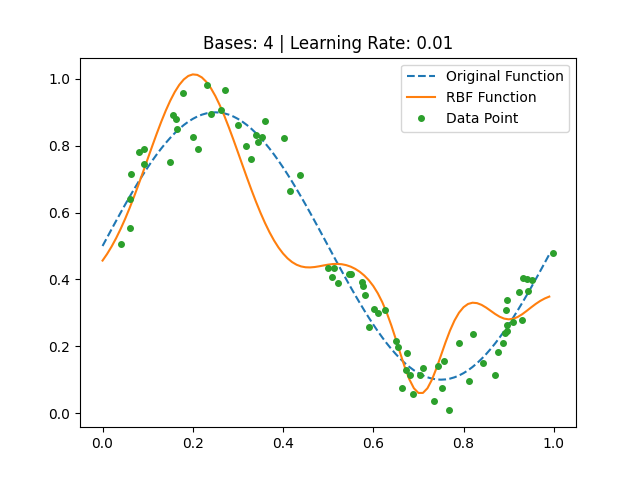 Bases: 4 | Learning Rate: 0.01
Original Function
RBF Function
Data Point
1.0
0.8
0.6
0.4
0.2
0.0
0.0 0.2 0.4 0.6 0.8 1.0